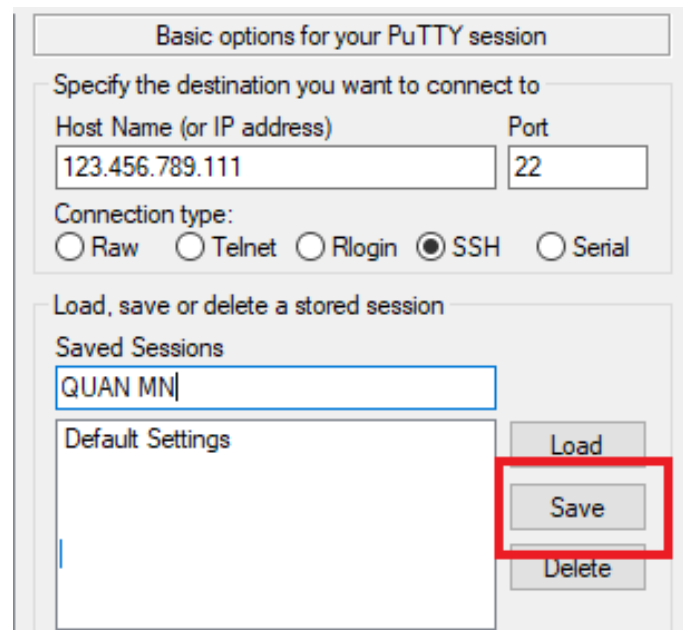 Basic options for your PuTTY session
Specify the destination you want to connect to
Host Name (or IP address) Port
123.456.789.111 22
Connection type:
Raw Telnet Rlogin SSH Serial
Load, save or delete a stored session
Saved Sessions
QUAN MN
Default Settings Load
Save
Delete